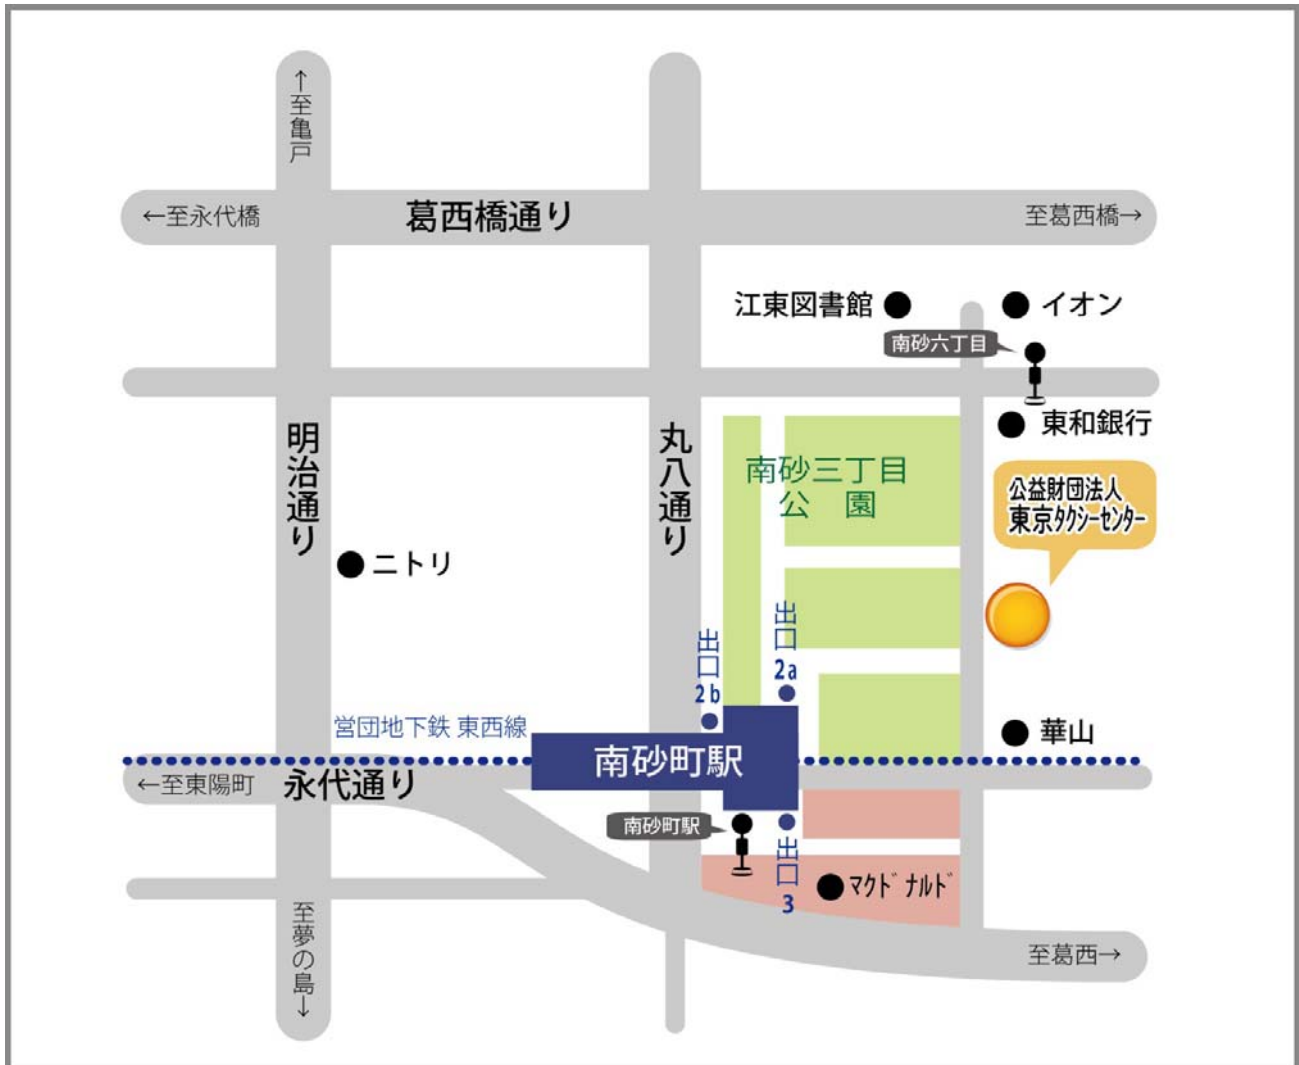 ↑至亀戸
←至永代橋
葛西橋通り
至葛西橋→
江東図書館
イオン
南砂六丁目
東和銀行
明治通り
丸八通り
南砂三丁目
公 園
公益財団法人
東京タクシーセンター
ニトリ
出口
2a
出口
2b
営団地下鉄 東西線
南砂町駅
華山
←至東陽町
永代通り
南砂町駅
出口
3
マクドナルド
至夢の島↓
至葛西→